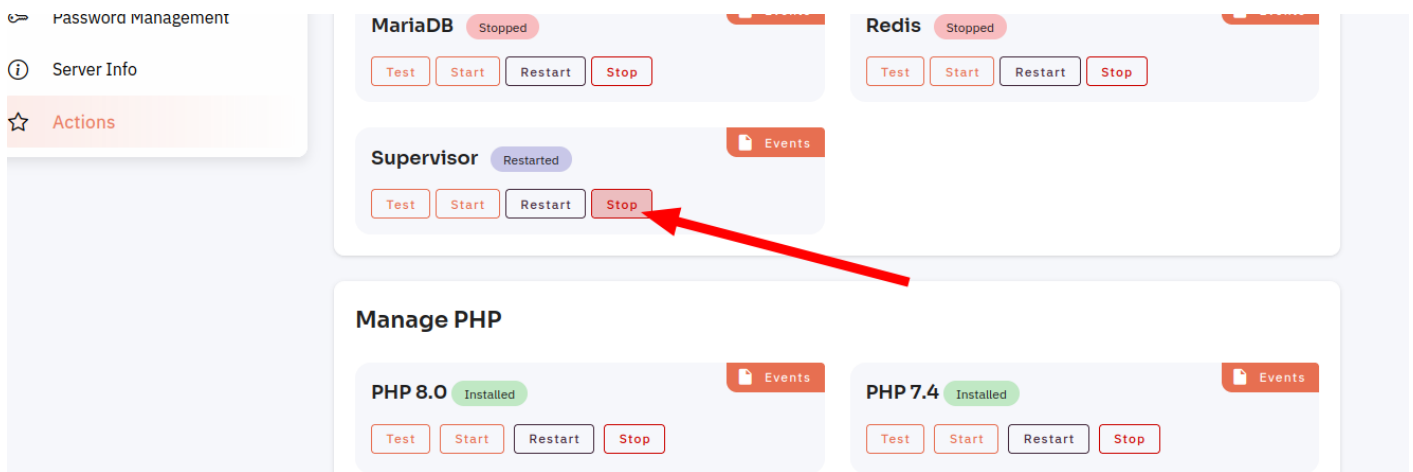 Password Management
Server Info
Actions
MariaDB Stopped
Test Start Restart Stop
Redis Stopped
Test Start Restart Stop
Supervisor Restarted Events
Test Start Restart Stop
Manage PHP
PHP 8.0 Installed Events
Test Start Restart Stop
PHP 7.4 Installed Events
Test Start Restart Stop